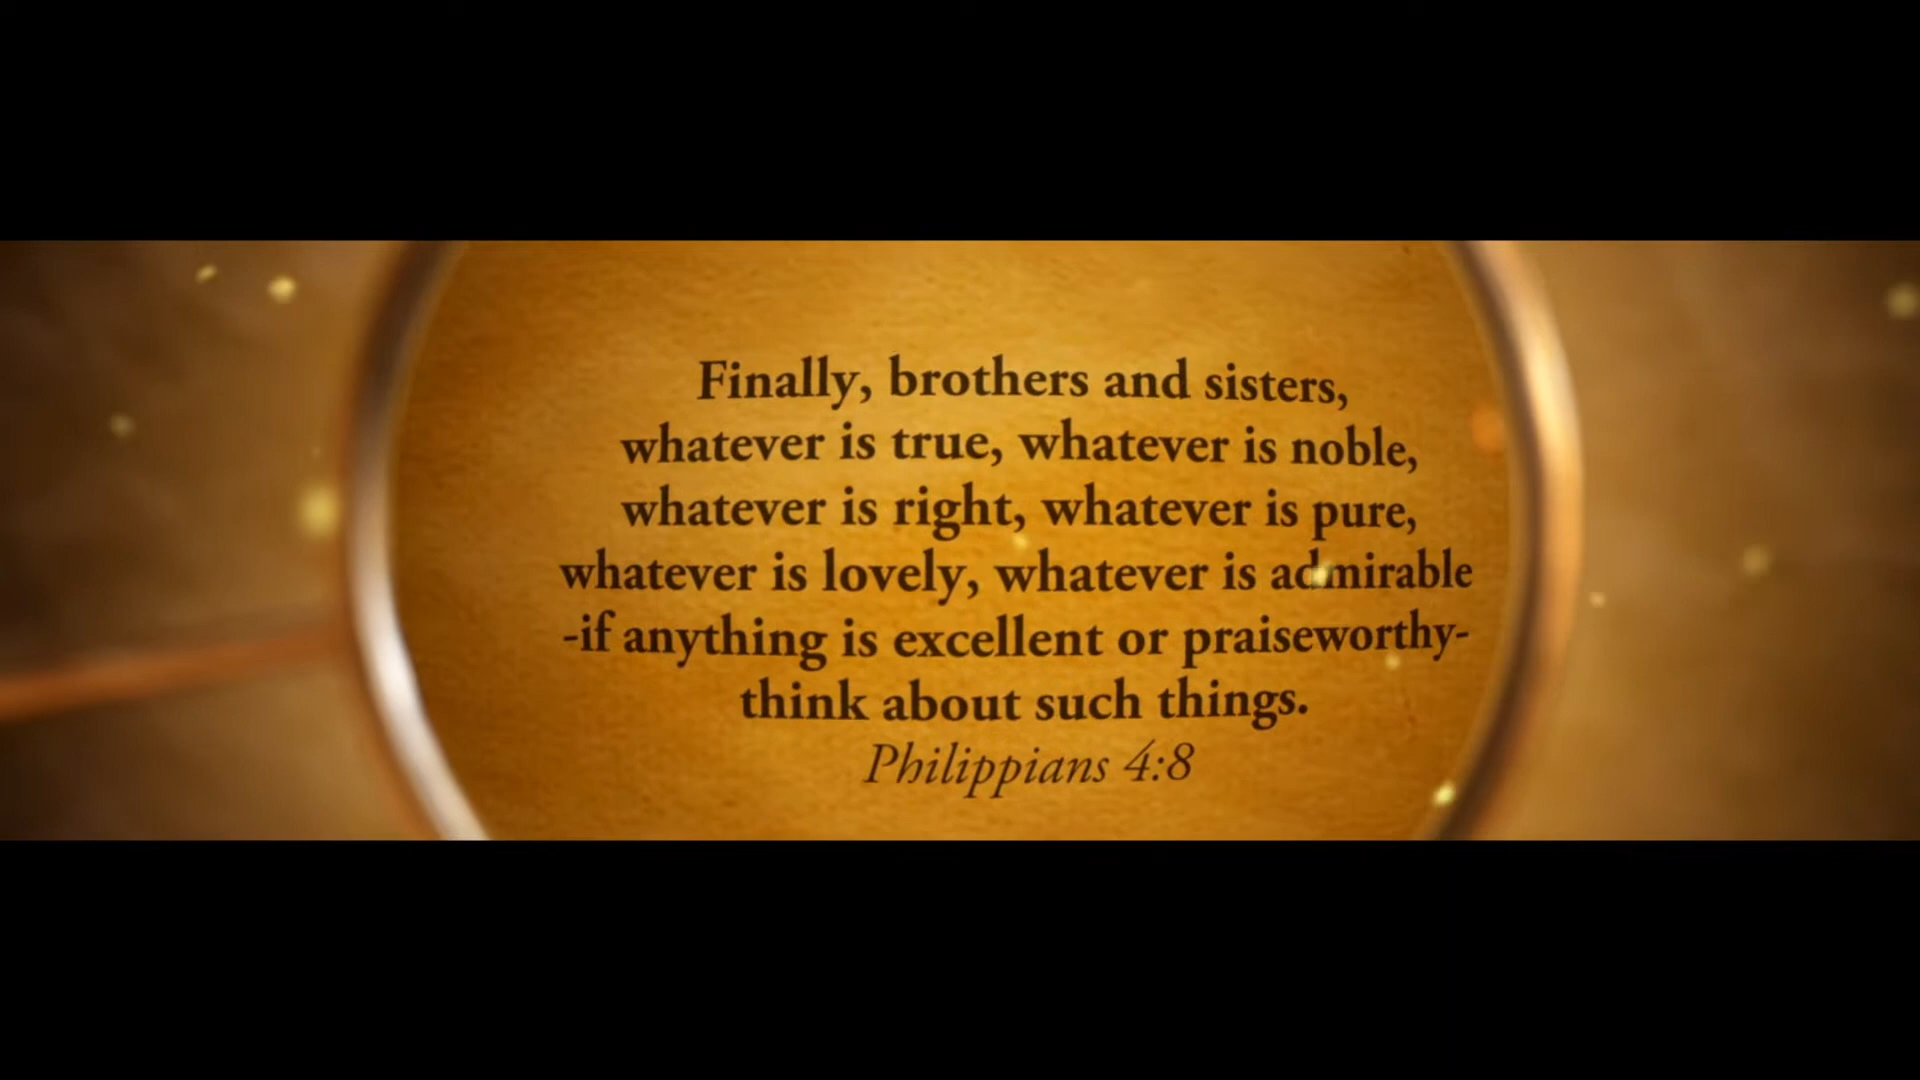 Finally, brothers and sisters,
whatever is true, whatever is noble,
whatever is right, whatever is pure,
whatever is lovely, whatever is admirable
-if anything is excellent or praiseworthy-
think about such things.
Philippians 4:8